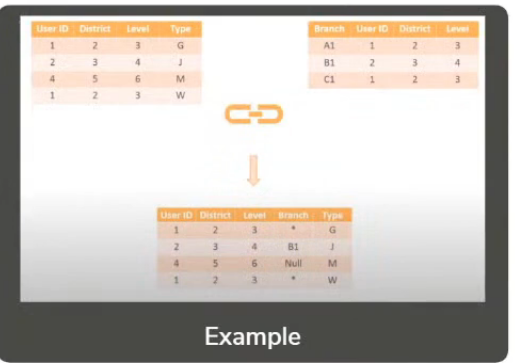 User ID District Level Type
1 2 3 G
2 3 4 J
4 5 6 M
1 2 3 W
Branch User ID District Level
A1 1 2 3
B1 2 3 4
C1 1 2 3
User ID District Level Branch Type
1 2 3 * G
2 3 4 B1 J
4 5 6 Null M
1 2 3 * W
Example